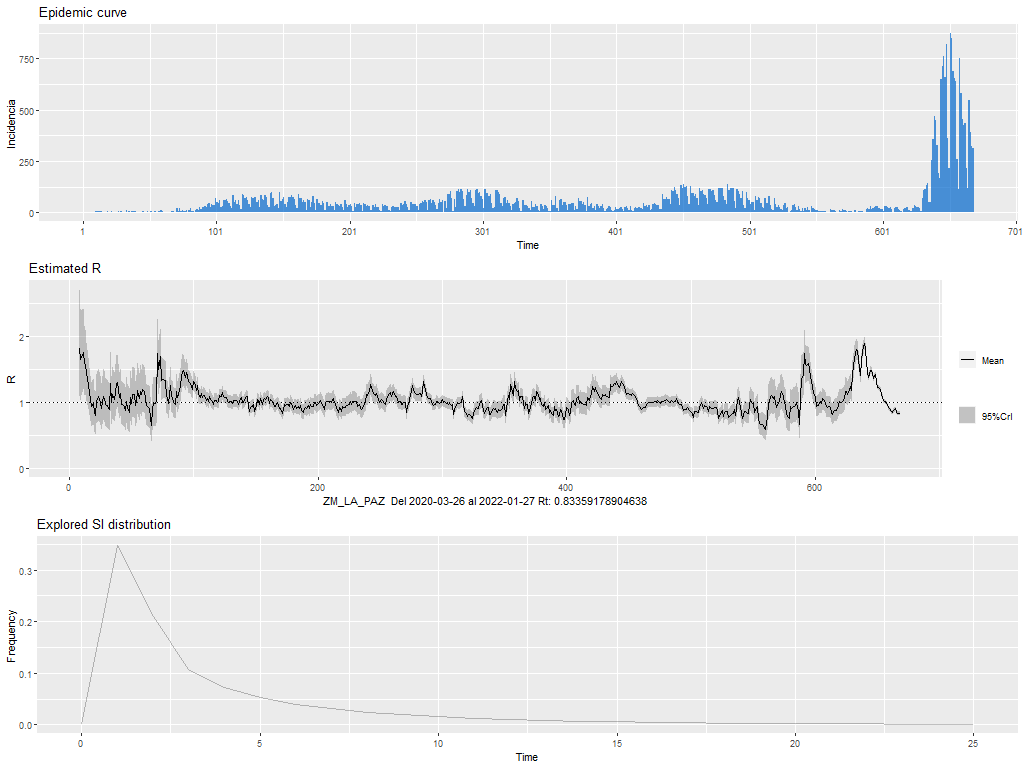 Epidemic curve
Incidencia
750
500
250
0
1 101 201 301 401 501 601 701
Time
Estimated R
R
2
1
0
0 200 400 600
Mean
95%CrI
ZM_LA_PAZ Del 2020-03-26 al 2022-01-27 Rt: 0.83359178904638
Explored SI distribution
Frequency
0.3
0.2
0.1
0.0
0 5 10 15 20 25
Time